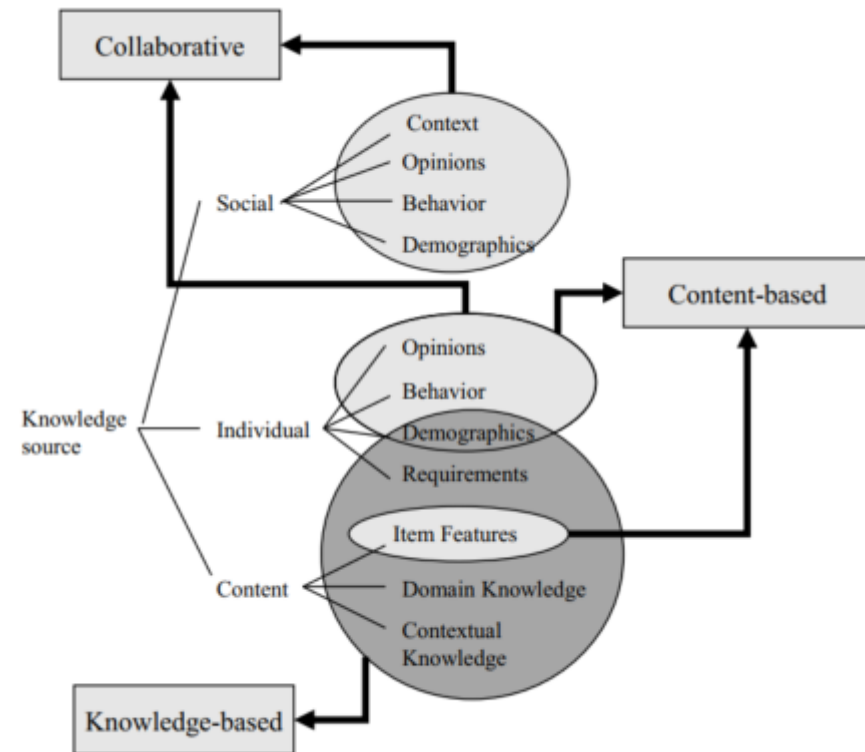 Collaborative
Context
Opinions
Social
Behavior
Demographics
Content-based
Opinions
Behavior
Knowledge
source
Individual
Demographics
Requirements
Item Features
Content
Domain Knowledge
Contextual
Knowledge
Knowledge-based